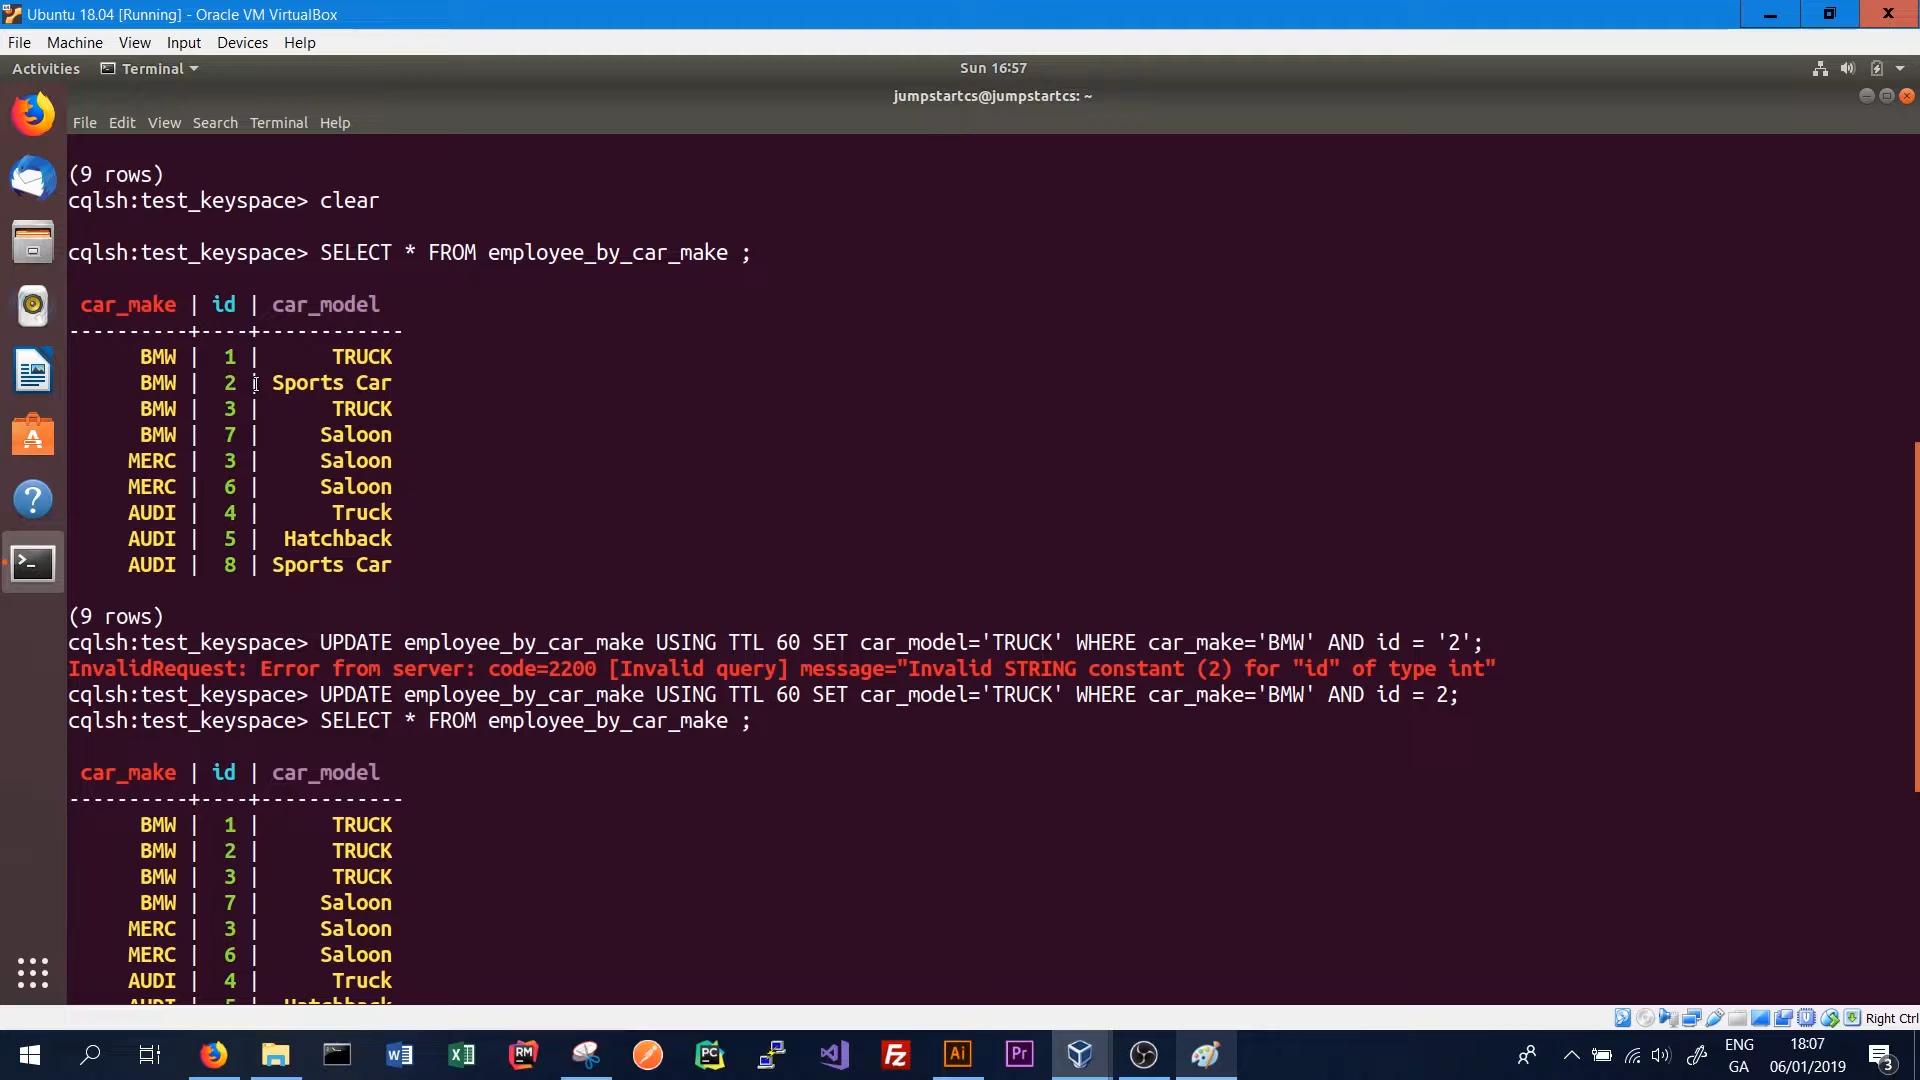 Ubuntu 18.04 [Running] - Oracle VM VirtualBox
File Machine View Input Devices Help
Activities Terminal Sun 16:57
jumpstartcs@jumpstartcs: ~
File Edit View Search Terminal Help
(9 rows)
cqlsh:test_keyspace> clear
cqlsh:test_keyspace> SELECT * FROM employee_by_car_make ;
car_make | id | car_model
----------+----+------------
BMW | 1 | TRUCK
BMW | 2 | Sports Car
BMW | 3 | TRUCK
BMW | 7 | Saloon
MERC | 3 | Saloon
MERC | 6 | Saloon
AUDI | 4 | Truck
AUDI | 5 | Hatchback
AUDI | 8 | Sports Car
(9 rows)
cqlsh:test_keyspace> UPDATE employee_by_car_make USING TTL 60 SET car_model='TRUCK' WHERE car_make='BMW' AND id = '2';
InvalidRequest: Error from server: code=2200 [Invalid query] message="Invalid STRING constant (2) for "id" of type int"
cqlsh:test_keyspace> UPDATE employee_by_car_make USING TTL 60 SET car_model='TRUCK' WHERE car_make='BMW' AND id = 2;
cqlsh:test_keyspace> SELECT * FROM employee_by_car_make ;
car_make | id | car_model
----------+----+------------
BMW | 1 | TRUCK
BMW | 2 | TRUCK
BMW | 3 | TRUCK
BMW | 7 | Saloon
MERC | 3 | Saloon
MERC | 6 | Saloon
AUDI | 4 | Truck
AUDI | 5 | Hatchback
Right Ctrl
ENG 18:07
GA 06/01/2019 3